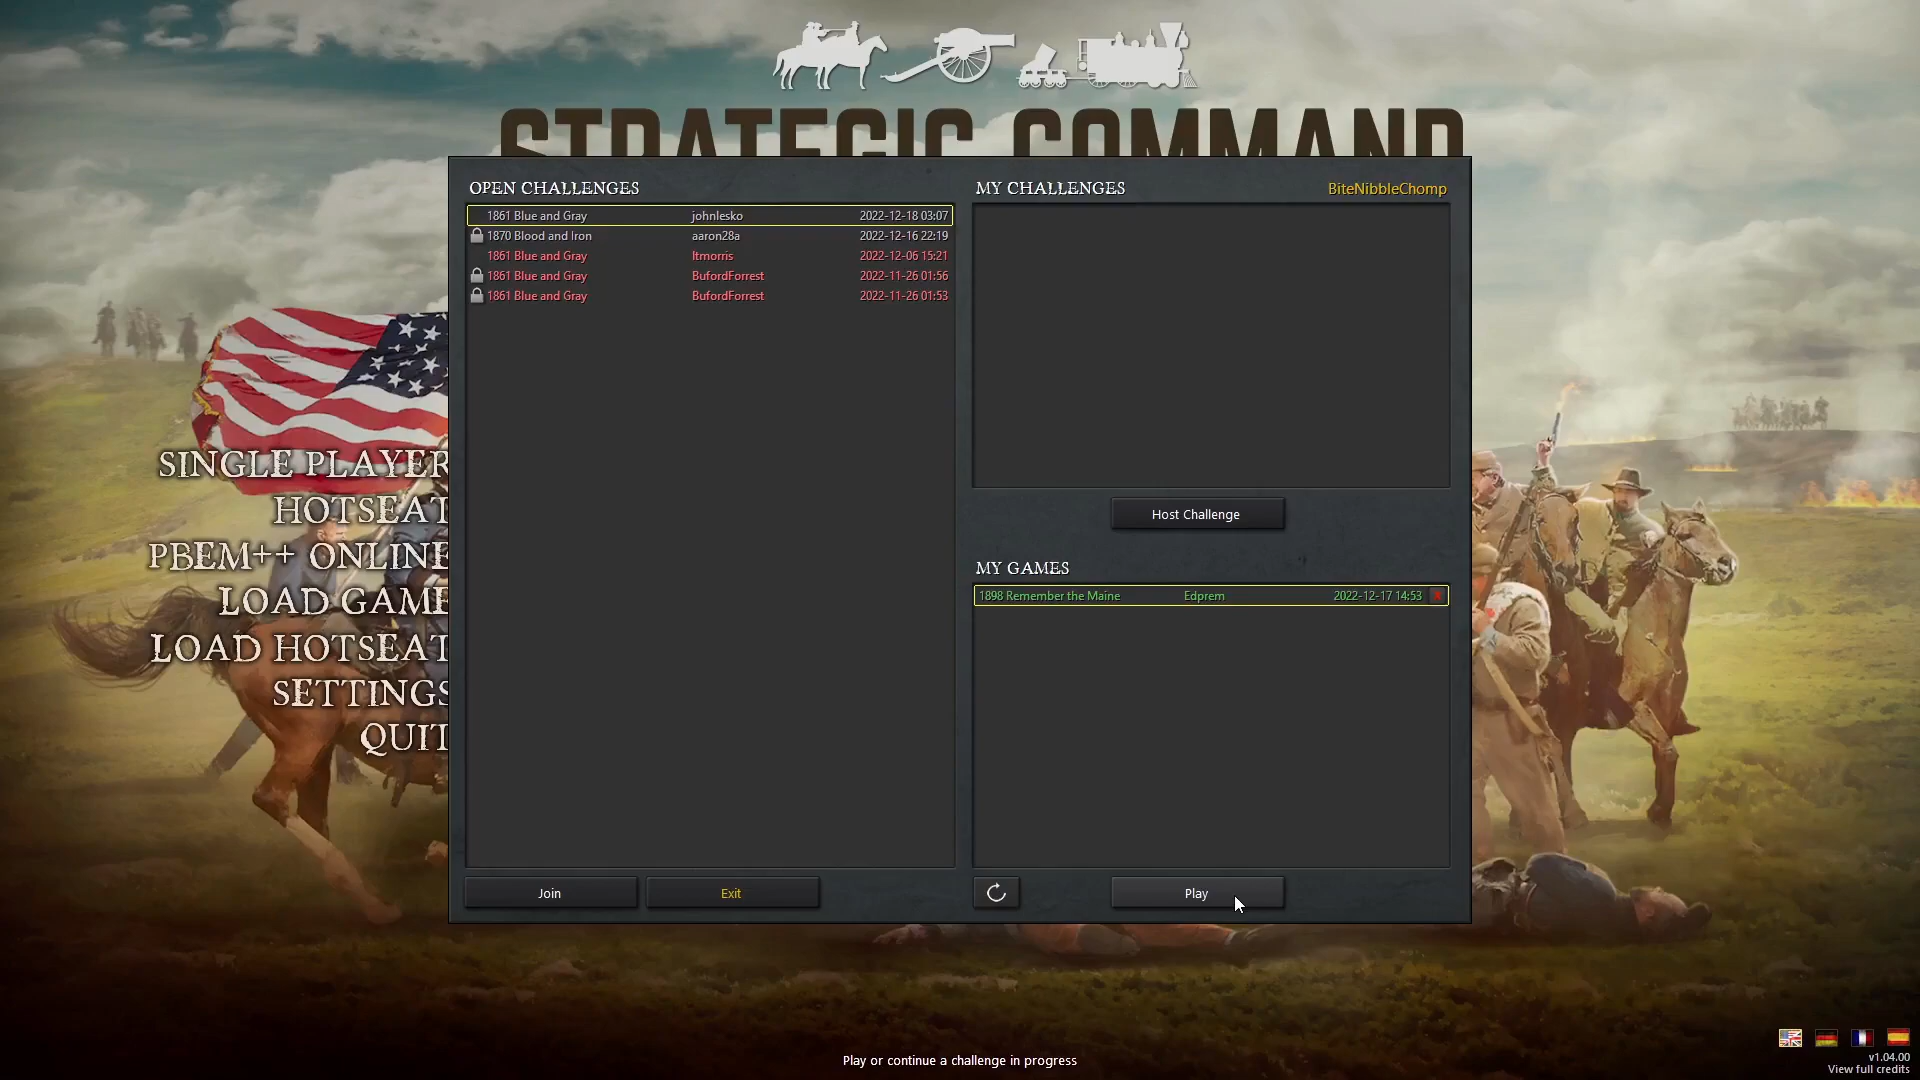 STRATEGIC COMMAND
OPEN CHALLENGES
1861 Blue and Gray johnlesko 2022-12-18 03:07
1870 Blood and Iron aaron28a 2022-12-16 22:19
1861 Blue and Gray ltmorris 2022-12-06 15:21
1861 Blue and Gray BufordForrest 2022-11-26 01:56
1861 Blue and Gray BufordForrest 2022-11-26 01:53
MY CHALLENGES BiteNibbleChomp
Host Challenge
MY GAMES
1898 Remember the Maine Edprem 2022-12-17 14:53 x
SINGLE PLAYER
HOTSEAT
PBEM++ ONLINE
LOAD GAME
LOAD HOTSEAT
SETTINGS
QUIT
Join Exit Play
Play or continue a challenge in progress
v1.04.00
View full credits